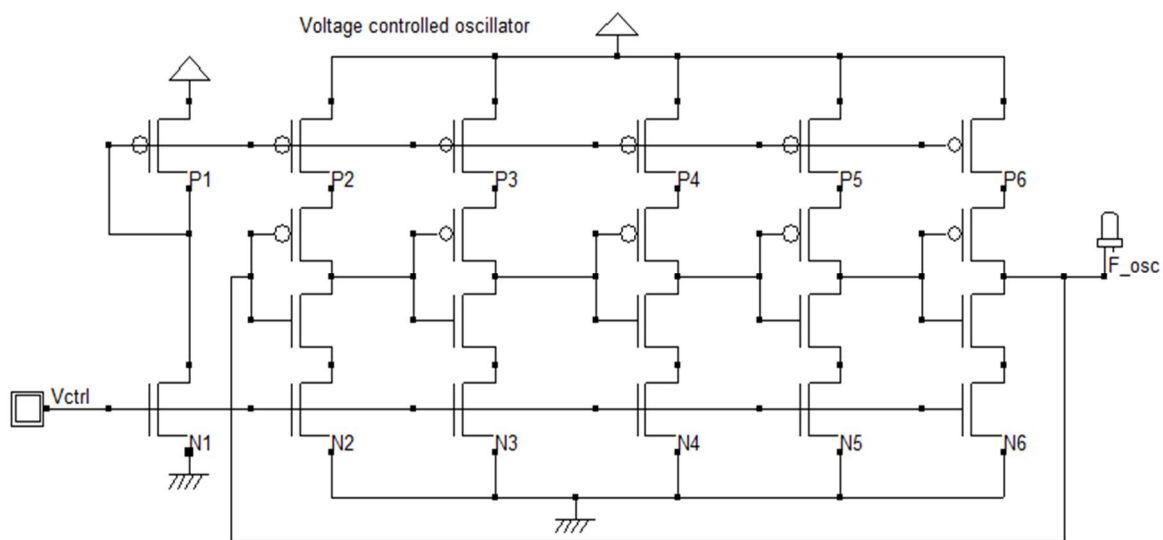 Voltage controlled oscillator
P1 P2 P3 P4 P5 P6
F_osc
Vctrl
N1 N2 N3 N4 N5 N6